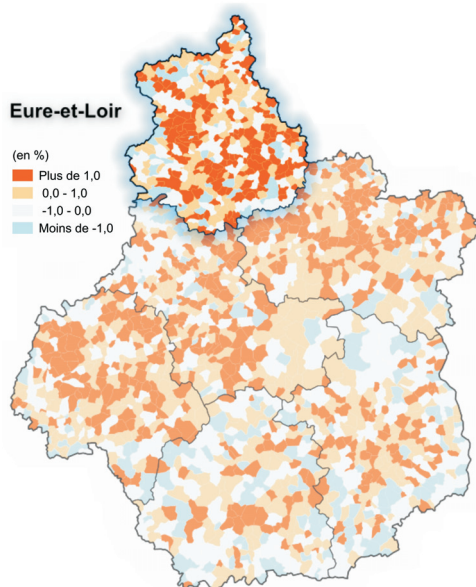 Eure-et-Loir
(en %)
Plus de 1,0
0,0 - 1,0
-1,0 - 0,0
Moins de -1,0